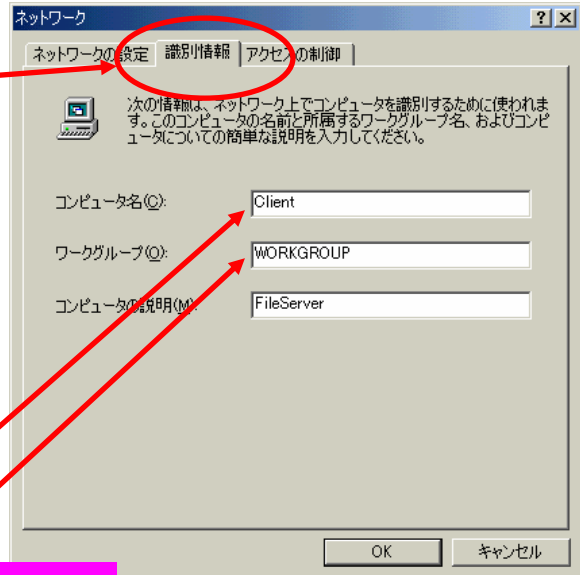 ネットワーク
ネットワークの設定 識別情報 アクセスの制御
次の情報は、ネットワーク上でコンピュータを識別するために使われま
す。このコンピュータの名前と所属するワークグループ名、およびコンピ
ュータについての簡単な説明を入力してください。
コンピュータ名(C): Client
ワークグループ(O): WORKGROUP
コンピュータの説明(M): FileServer
OK キャンセル